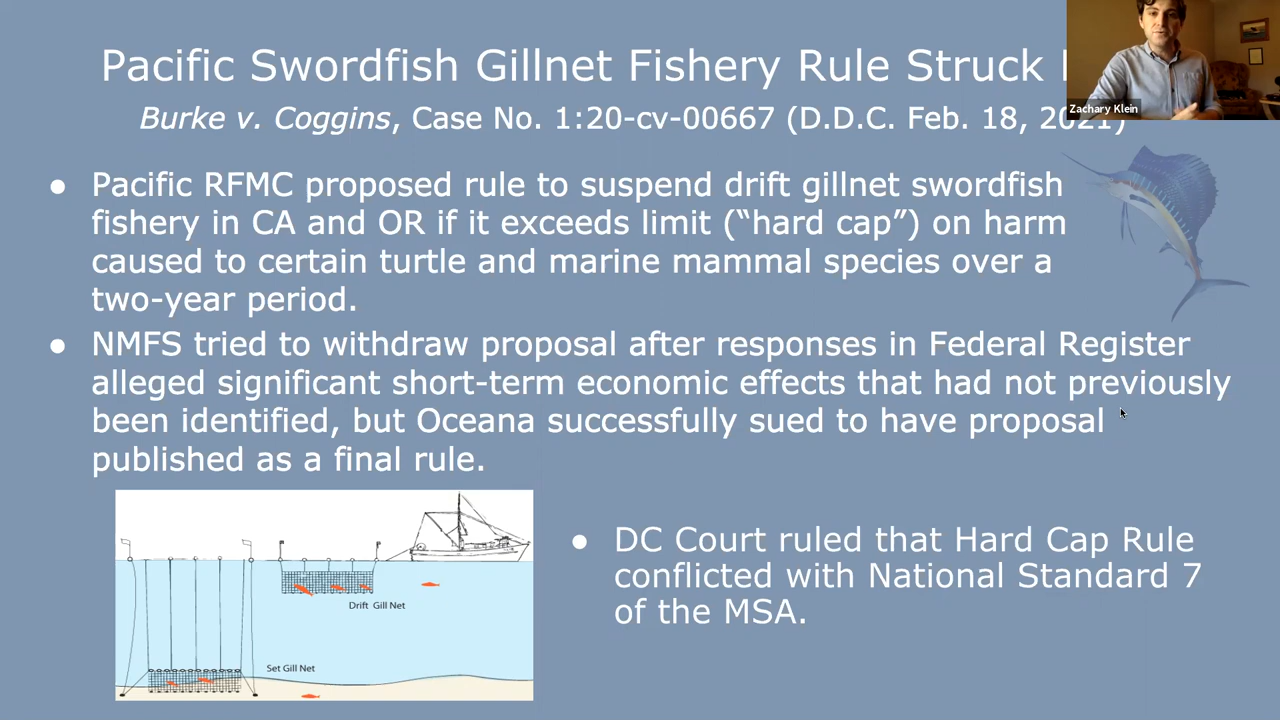 Pacific Swordfish Gillnet Fishery Rule Struck
Zachary Klein
Burke v. Coggins, Case No. 1:20-cv-00667 (D.D.C. Feb. 18, 2021)
● Pacific RFMC proposed rule to suspend drift gillnet swordfish
fishery in CA and OR if it exceeds limit (“hard cap”) on harm
caused to certain turtle and marine mammal species over a
two-year period.
● NMFS tried to withdraw proposal after responses in Federal Register
alleged significant short-term economic effects that had not previously
been identified, but Oceana successfully sued to have proposal
published as a final rule.
Drift Gill Net
Set Gill Net
● DC Court ruled that Hard Cap Rule
conflicted with National Standard 7
of the MSA.